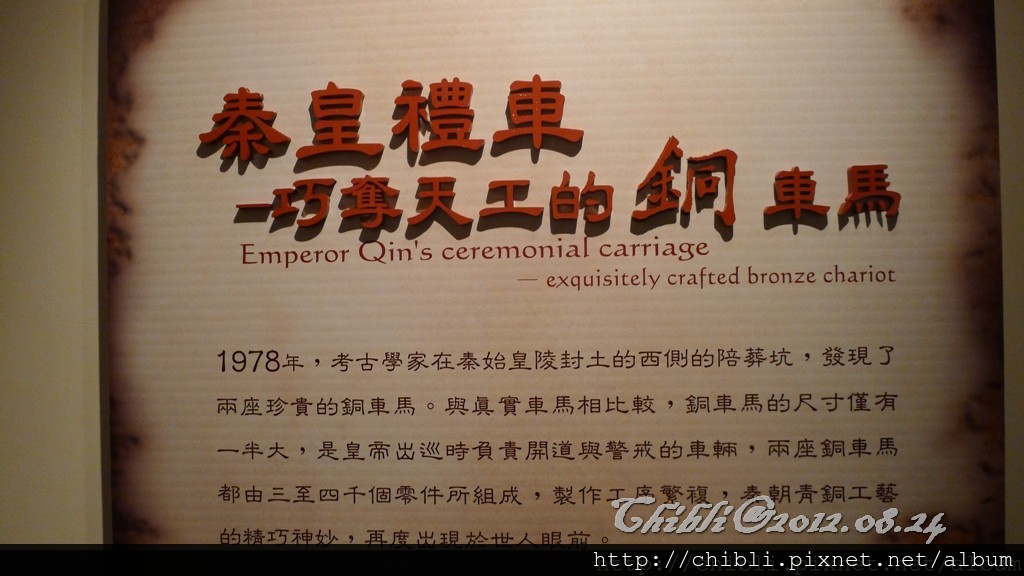 秦皇禮車
—巧奪天工的銅車馬
Emperor Qin's ceremonial carriage
— exquisitely crafted bronze chariot
1978年，考古學家在秦始皇陵封土的西側的陪葬坑，發現了
兩座珍貴的銅車馬。與真實車馬相比較，銅車馬的尺寸僅有
一半大，是皇帝出巡時負責開道與警戒的車輛，兩座銅車馬
都由三至四千個零件所組成，製作工序繁複，秦朝青銅工藝
的精巧神妙，再度出現於世人眼前。
Chibli@2012.08.24
http://chibli.pixnet.net/album